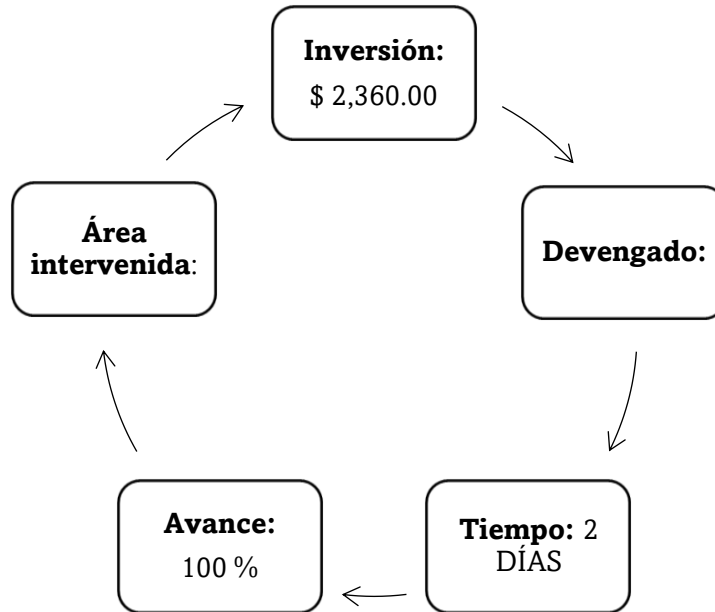 Inversión:
$ 2,360.00
Devengado:
Tiempo: 2
DÍAS
Avance:
100 %
Área
intervenida: